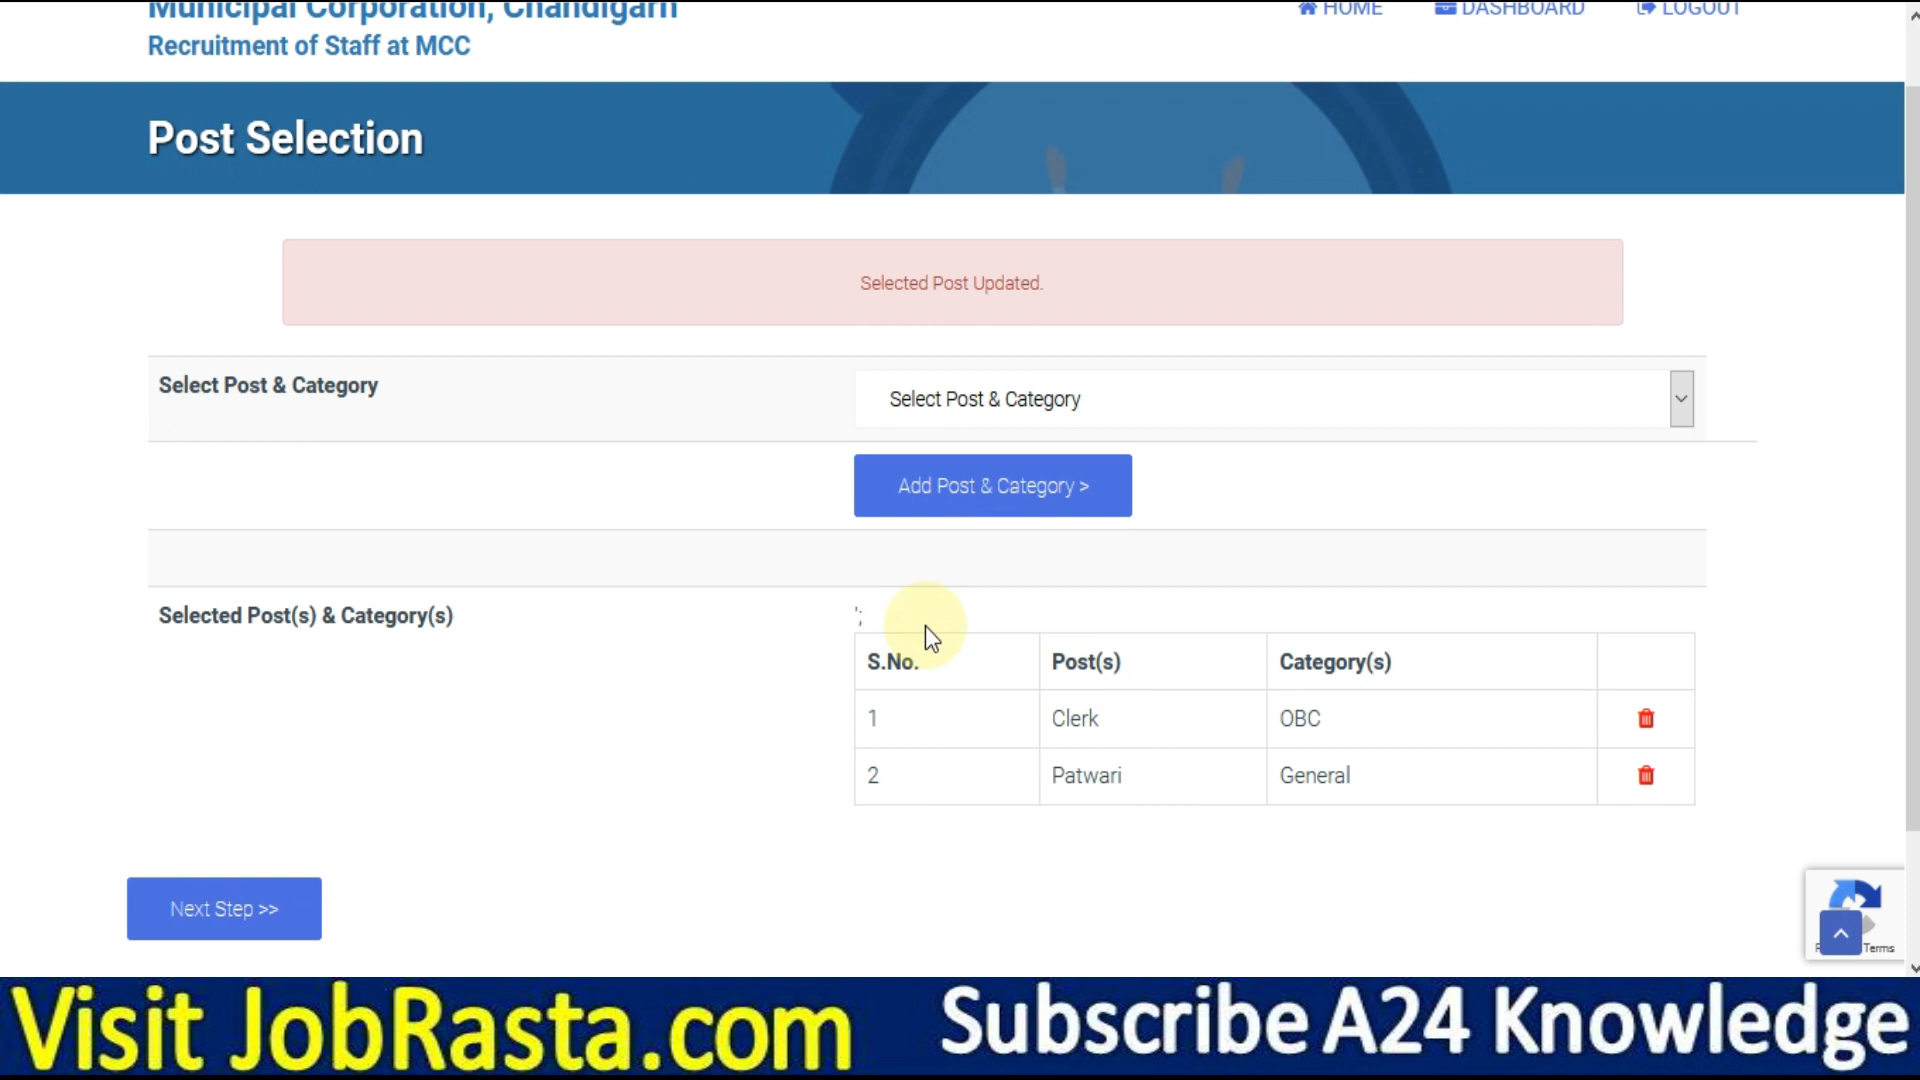 Municipal Corporation, Chandigarh
HOME
DASHBOARD
LOGOUT
Recruitment of Staff at MCC
Post Selection
Selected Post Updated.
Select Post & Category
Select Post & Category
Add Post & Category >
Selected Post(s) & Category(s)
';
S.No. Post(s) Category(s)
1 Clerk OBC
2 Patwari General
Next Step >>
Terms
Visit JobRasta.com
Subscribe A24 Knowledge